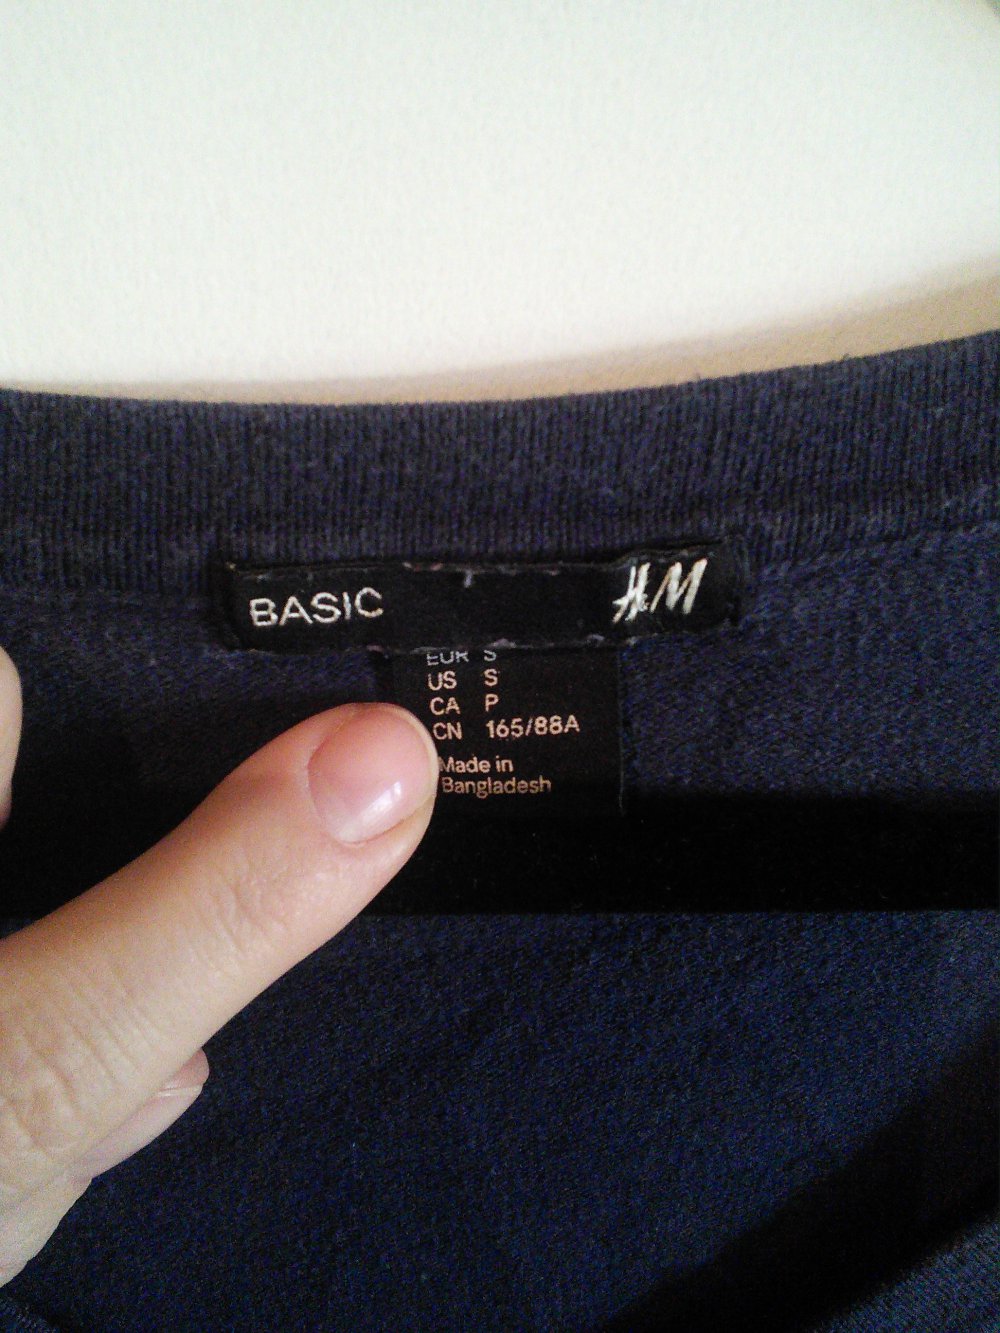 BASIC H&M
EUR S
US S
CA P
CN 165/88A
Made in
Bangladesh